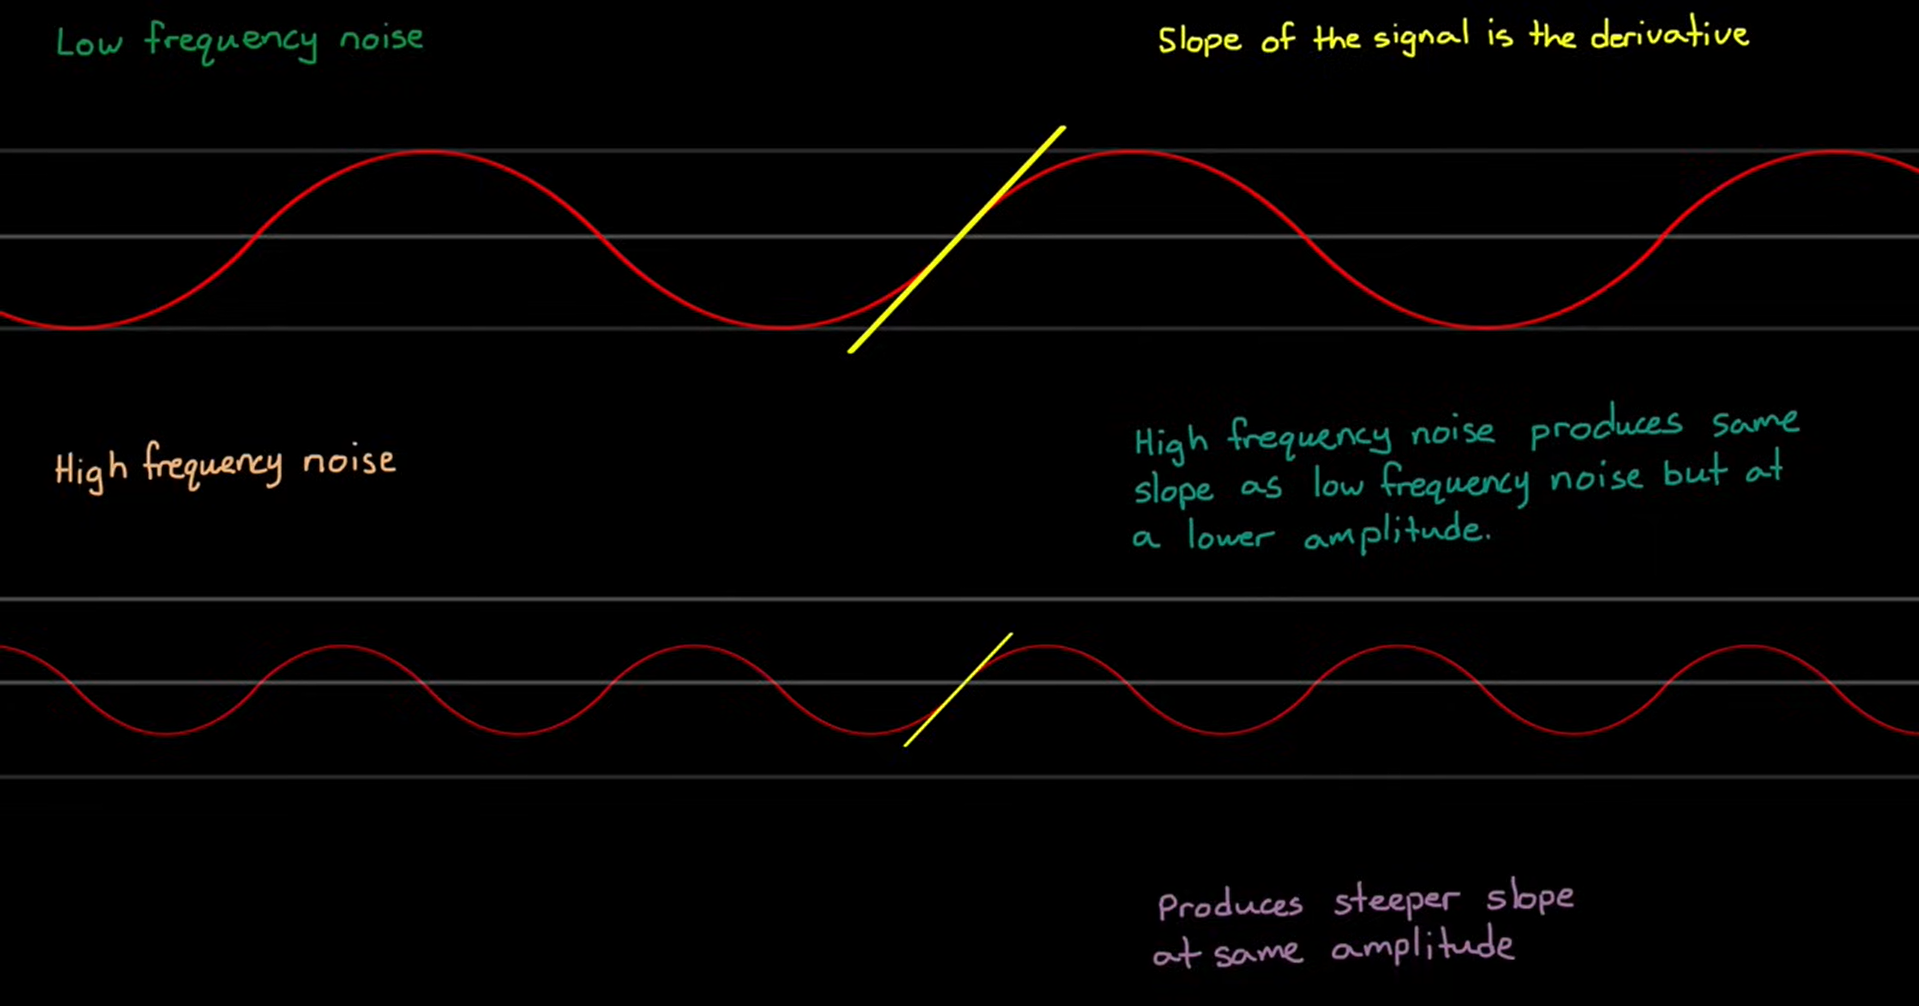 Low frequency noise
Slope of the signal is the derivative
High frequency noise
High frequency noise produces same
slope as low frequency noise but at
a lower amplitude.
Produces steeper slope
at same amplitude